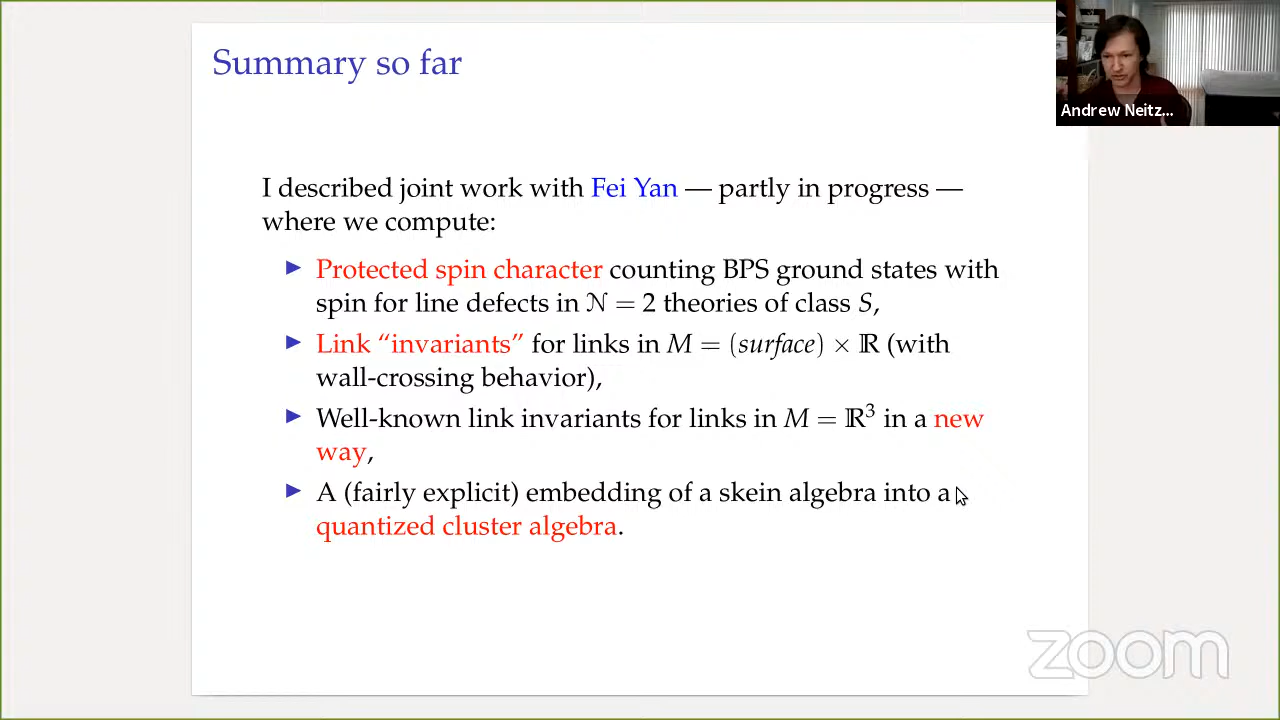 Summary so far
Andrew Neitz...
I described joint work with Fei Yan — partly in progress —
where we compute:
▶ Protected spin character counting BPS ground states with
spin for line defects in N = 2 theories of class S,
▶ Link “invariants” for links in M = (surface) × ℝ (with
wall-crossing behavior),
▶ Well-known link invariants for links in M = ℝ³ in a new
way,
▶ A (fairly explicit) embedding of a skein algebra into a
quantized cluster algebra.
zoom